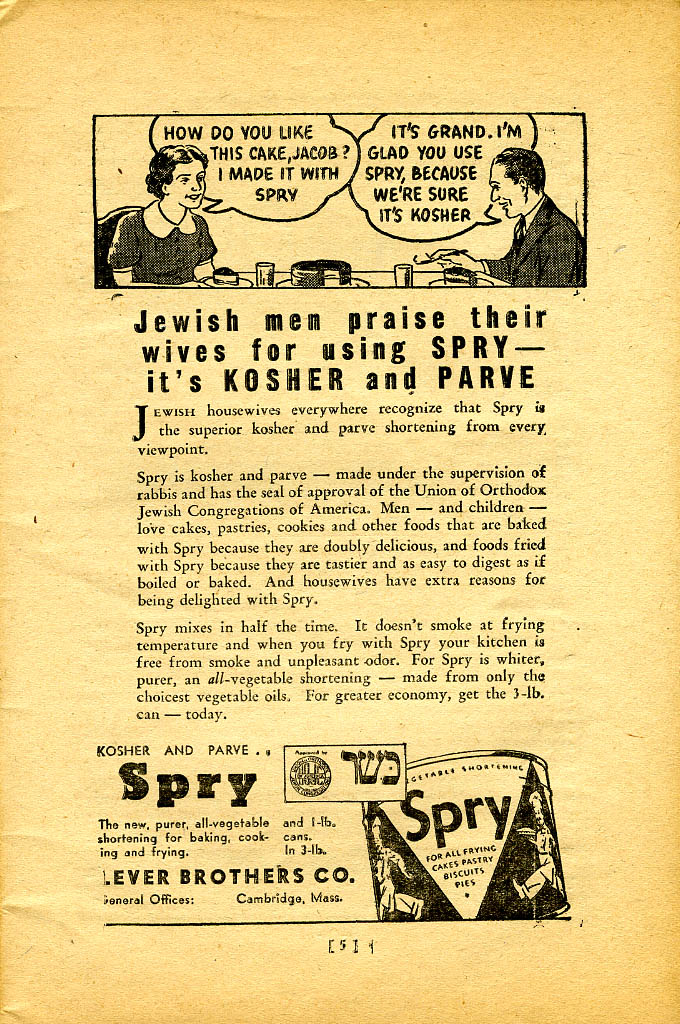 HOW DO YOU LIKE
THIS CAKE, JACOB?
I MADE IT WITH
SPRY
IT'S GRAND. I'M
GLAD YOU USE
SPRY, BECAUSE
WE'RE SURE
IT'S KOSHER
Jewish men praise their
wives for using SPRY—
it's KOSHER and PARVE
JEWISH housewives everywhere recognize that Spry is
the superior kosher and parve shortening from every
viewpoint.
Spry is kosher and parve — made under the supervision of
rabbis and has the seal of approval of the Union of Orthodox
Jewish Congregations of America. Men — and children —
love cakes, pastries, cookies and other foods that are baked
with Spry because they are doubly delicious, and foods fried
with Spry because they are tastier and as easy to digest as if
boiled or baked. And housewives have extra reasons for
being delighted with Spry.
Spry mixes in half the time. It doesn't smoke at frying
temperature and when you fry with Spry your kitchen is
free from smoke and unpleasant odor. For Spry is whiter,
purer, an all-vegetable shortening — made from only the
choicest vegetable oils. For greater economy, get the 3-lb.
can — today.
KOSHER AND PARVE . .
Spry
The new, purer, all-vegetable
shortening for baking, cook-
ing and frying.
and 1-lb.
cans.
In 3-lb.
LEVER BROTHERS CO.
General Offices: Cambridge, Mass.
Approved by
כשר
VEGETABLE SHORTENING
Spry
FOR ALL FRYING
CAKES PASTRY
BISCUITS
PIES
[ 5 ]